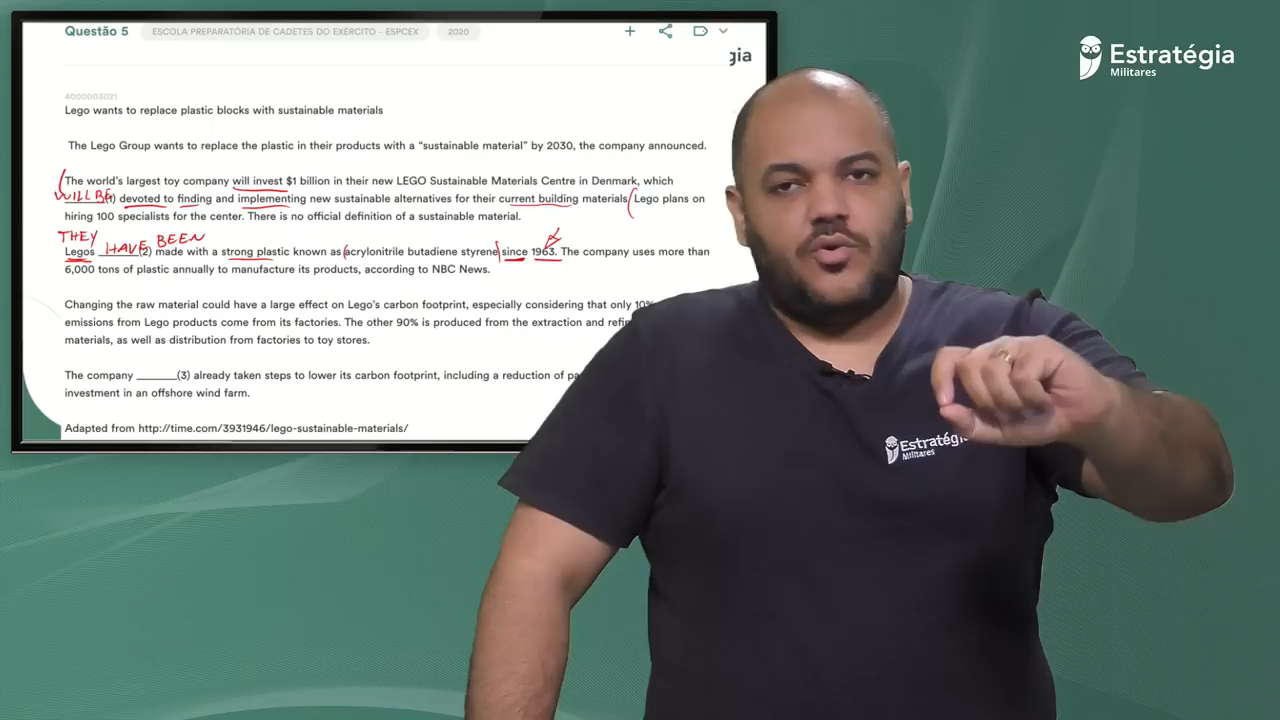 Questão 5 ESCOLA PREPARATÓRIA DE CADETES DO EXÉRCITO - ESPCEX 2020
gia
Estratégia
Militares
4000003021
Lego wants to replace plastic blocks with sustainable materials
The Lego Group wants to replace the plastic in their products with a “sustainable material” by 2030, the company announced.
The world's largest toy company will invest $1 billion in their new LEGO Sustainable Materials Centre in Denmark, which
WILL BE
______(1) devoted to finding and implementing new sustainable alternatives for their current building materials. Lego plans on
hiring 100 specialists for the center. There is no official definition of a sustainable material.
THEY HAVE BEEN
Legos ______(2) made with a strong plastic known as acrylonitrile butadiene styrene since 1963. The company uses more than
6,000 tons of plastic annually to manufacture its products, according to NBC News.
Changing the raw material could have a large effect on Lego's carbon footprint, especially considering that only 10%
emissions from Lego products come from its factories. The other 90% is produced from the extraction and
materials, as well as distribution from factories to toy stores.
The company ______(3) already taken steps to lower its carbon footprint, including a reduction of
investment in an offshore wind farm.
Adapted from http://time.com/3931946/lego-sustainable-materials/
Estratégia
Militares